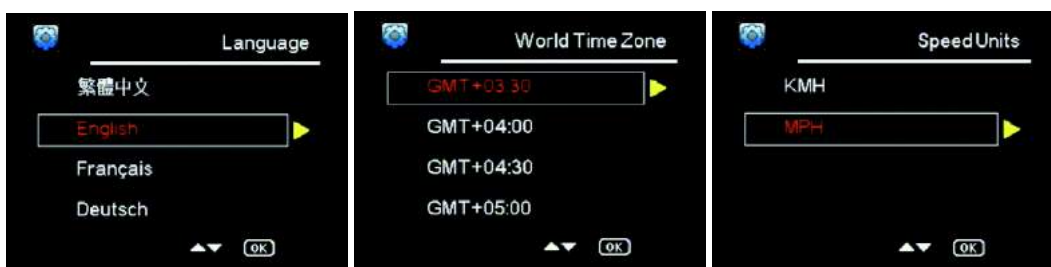 Language
繁體中文
English
Français
Deutsch
OK
World Time Zone
GMT+03:30
GMT+04:00
GMT+04:30
GMT+05:00
OK
Speed Units
KMH
MPH
OK